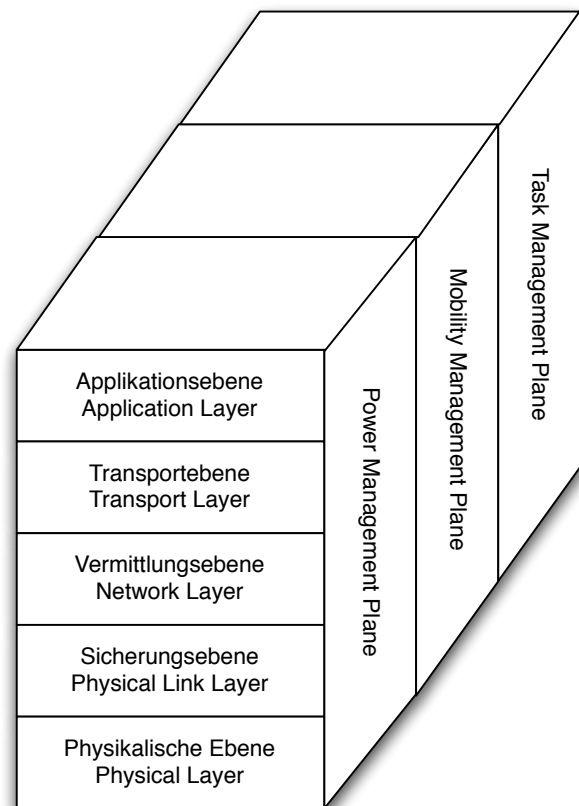 Applikationsebene
Application Layer
Transportebene
Transport Layer
Vermittlungsebene
Network Layer
Sicherungsebene
Physical Link Layer
Physikalische Ebene
Physical Layer
Power Management Plane
Mobility Management Plane
Task Management Plane